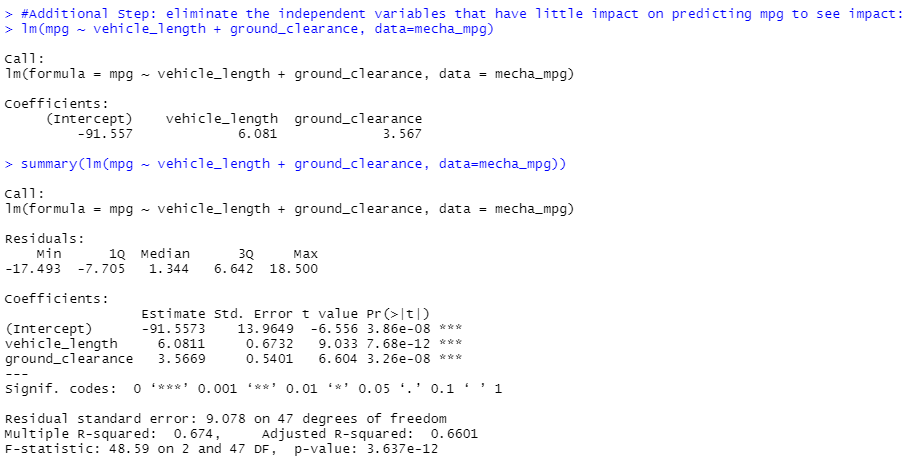 > #Additional Step: eliminate the independent variables that have little impact on predicting mpg to see impact:
> lm(mpg ~ vehicle_length + ground_clearance, data=mecha_mpg)
Call:
lm(formula = mpg ~ vehicle_length + ground_clearance, data = mecha_mpg)
Coefficients:
     (Intercept)    vehicle_length  ground_clearance
         -91.557             6.081             3.567
> summary(lm(mpg ~ vehicle_length + ground_clearance, data=mecha_mpg))
Call:
lm(formula = mpg ~ vehicle_length + ground_clearance, data = mecha_mpg)
Residuals:
    Min      1Q  Median      3Q     Max
-17.493  -7.705   1.344   6.642  18.500
Coefficients:
                 Estimate Std. Error t value Pr(>|t|)
(Intercept)      -91.5573    13.9649  -6.556 3.86e-08 ***
vehicle_length     6.0811     0.6732   9.033 7.68e-12 ***
ground_clearance   3.5669     0.5401   6.604 3.26e-08 ***
---
Signif. codes:  0 ‘***’ 0.001 ‘**’ 0.01 ‘*’ 0.05 ‘.’ 0.1 ‘ ’ 1
Residual standard error: 9.078 on 47 degrees of freedom
Multiple R-squared:  0.674,     Adjusted R-squared:  0.6601
F-statistic: 48.59 on 2 and 47 DF,  p-value: 3.637e-12